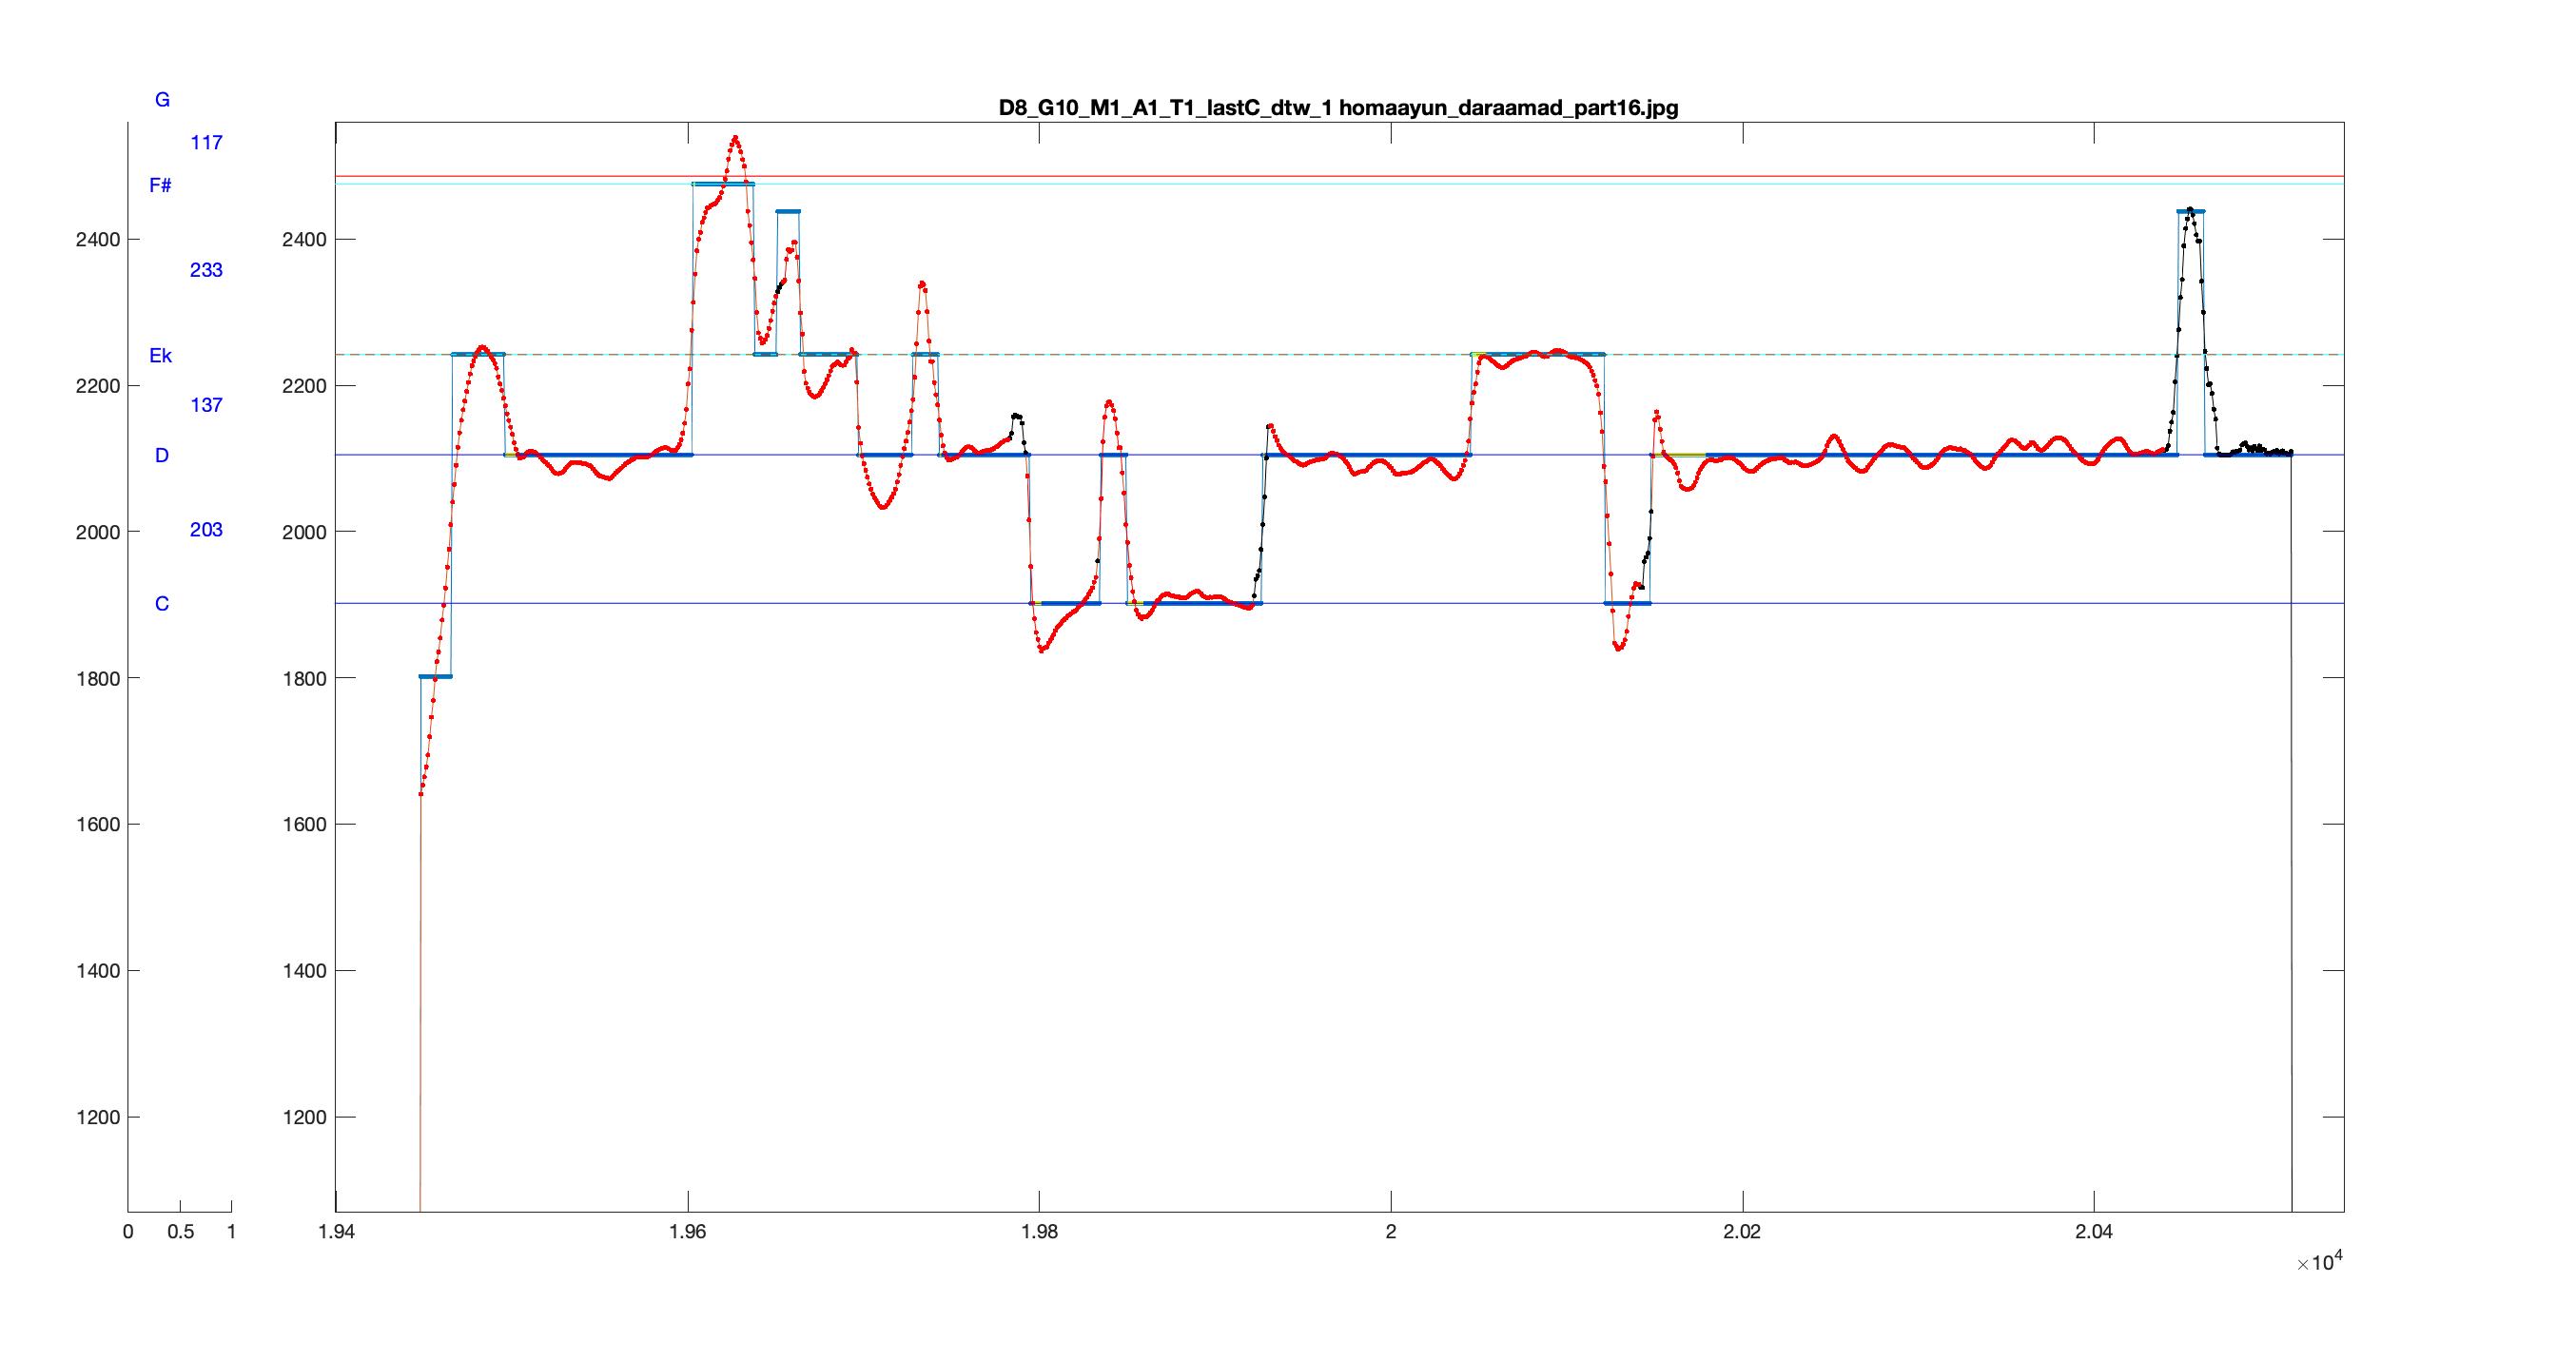 D8_G10_M1_A1_T1_lastC_dtw_1 homaayun_daraamad_part16.jpg
G
117
F#
2400 233 2400
Ek
2200 137 2200
D
2000 203 2000
C
1800 1800
1600 1600
1400 1400
1200 1200
0 0.5 1 1.94 1.96 1.98 2 2.02 2.04
×10⁴